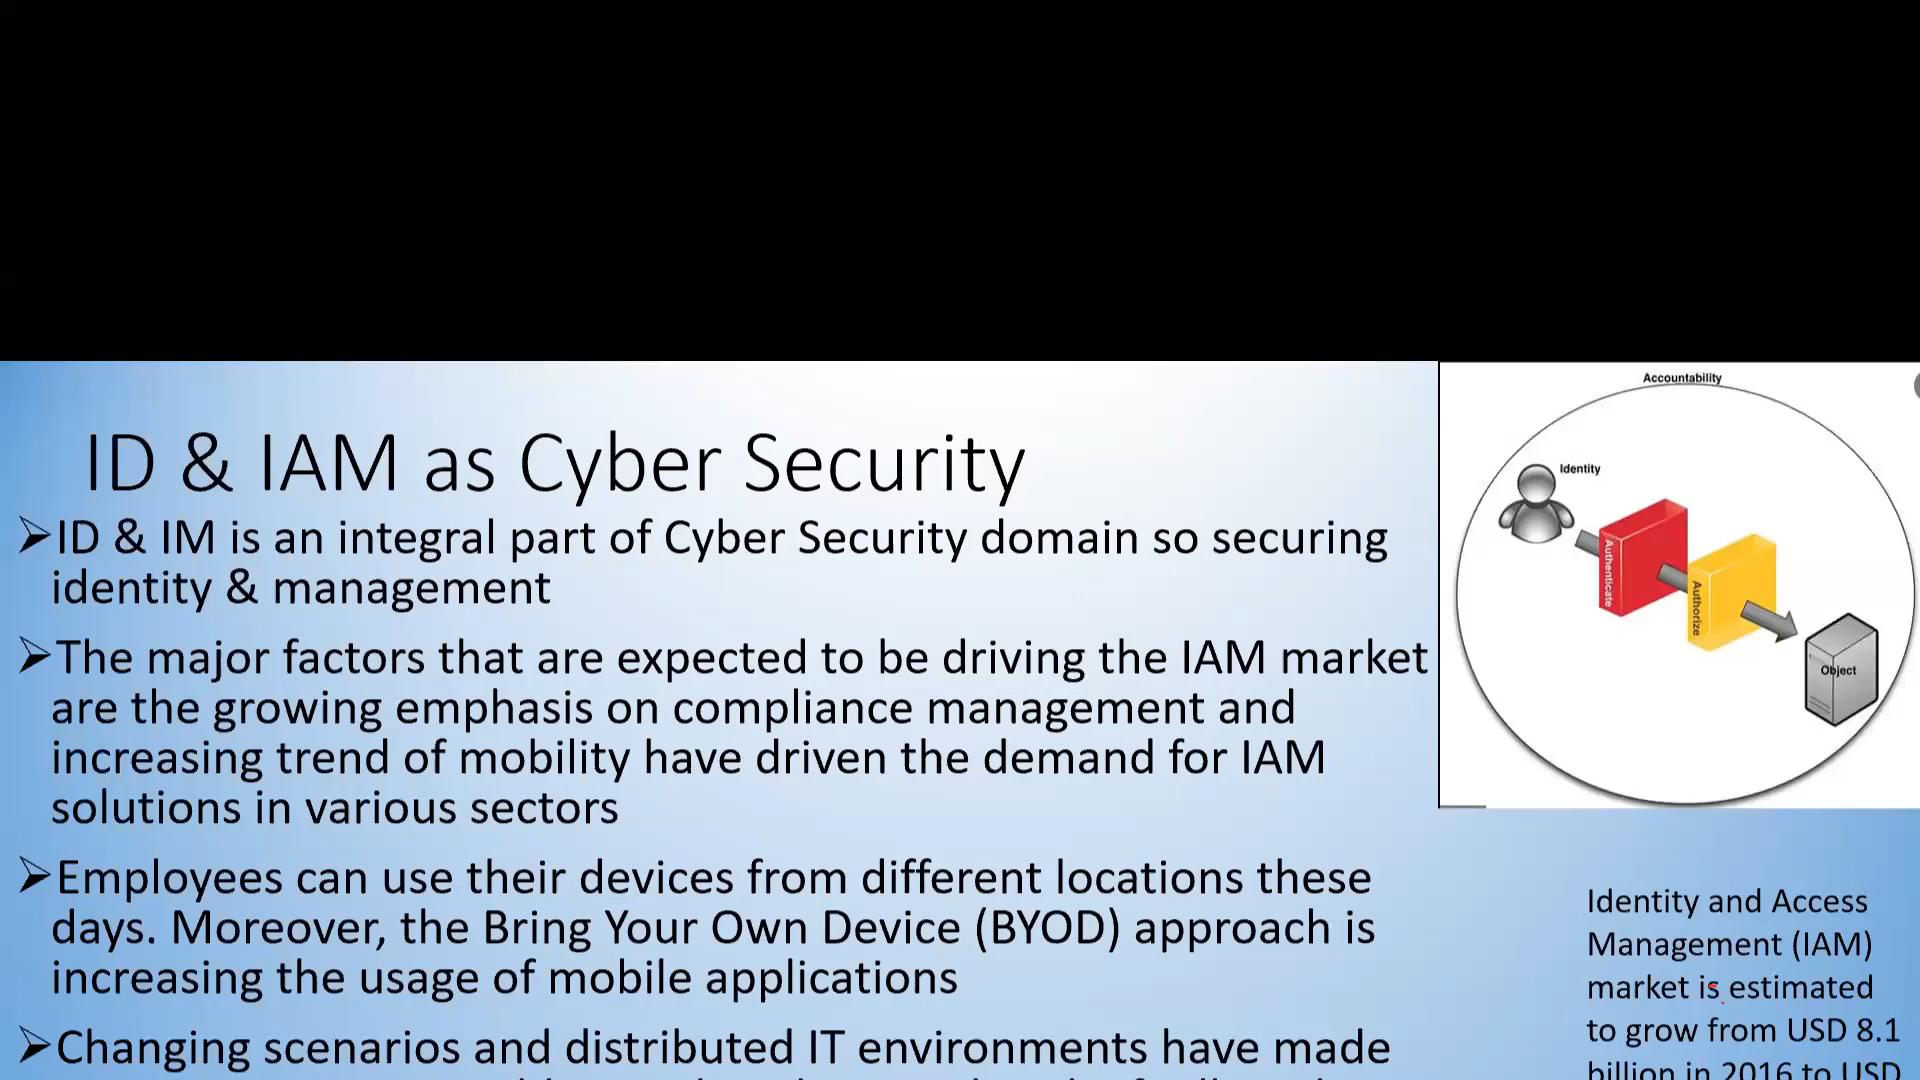 ID & IAM as Cyber Security
➢ID & IM is an integral part of Cyber Security domain so securing
identity & management
➢The major factors that are expected to be driving the IAM market
are the growing emphasis on compliance management and
increasing trend of mobility have driven the demand for IAM
solutions in various sectors
➢Employees can use their devices from different locations these
days. Moreover, the Bring Your Own Device (BYOD) approach is
increasing the usage of mobile applications
➢Changing scenarios and distributed IT environments have made
Accountability
Identity
Authenticate
Authorize
Object
Identity and Access
Management (IAM)
market is estimated
to grow from USD 8.1
billion in 2016 to USD